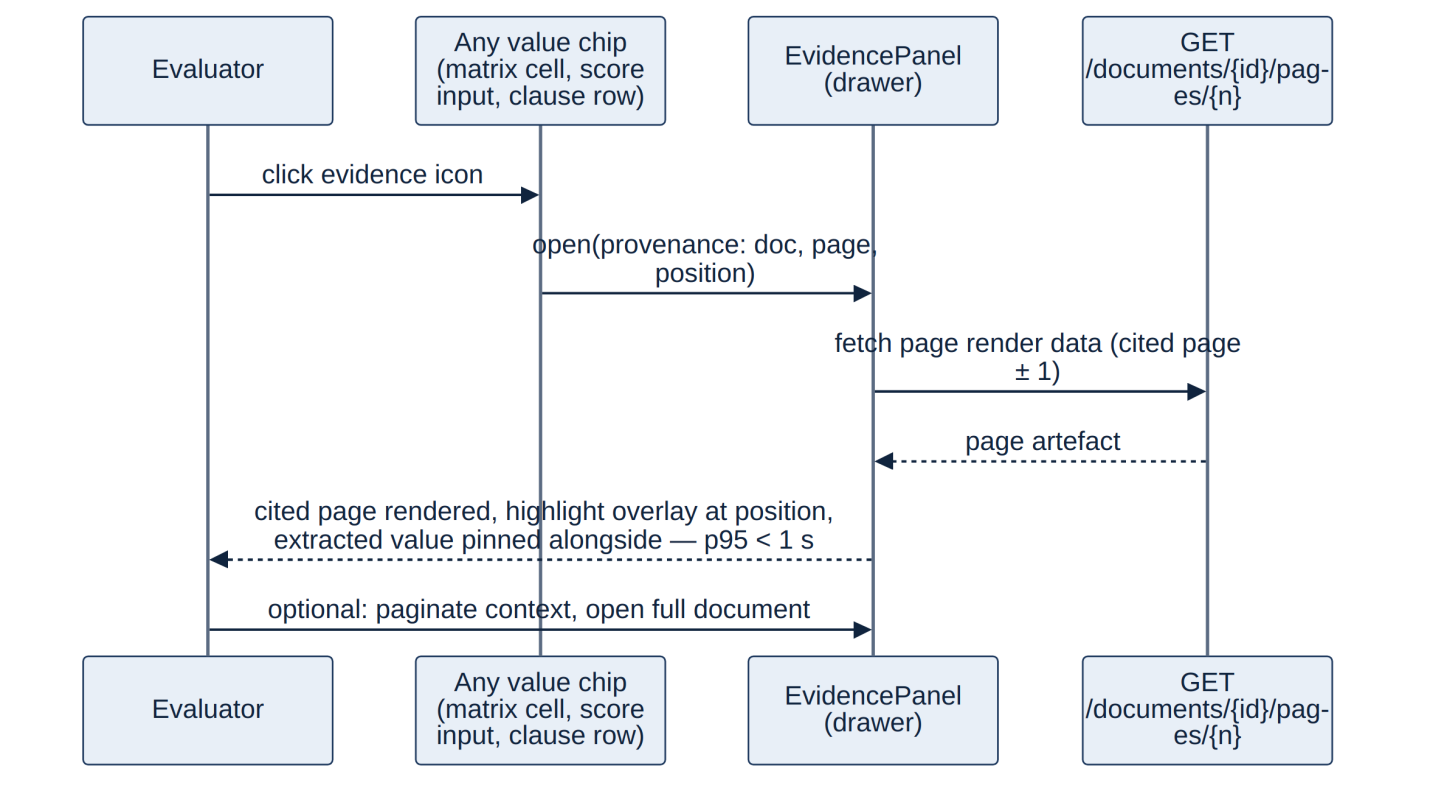 Evaluator
Any value chip
(matrix cell, score
input, clause row)
EvidencePanel
(drawer)
GET
/documents/{id}/pag-
es/{n}
click evidence icon
open(provenance: doc, page,
position)
fetch page render data (cited page
± 1)
page artefact
cited page rendered, highlight overlay at position,
extracted value pinned alongside — p95 < 1 s
optional: paginate context, open full document
Evaluator
Any value chip
(matrix cell, score
input, clause row)
EvidencePanel
(drawer)
GET
/documents/{id}/pag-
es/{n}